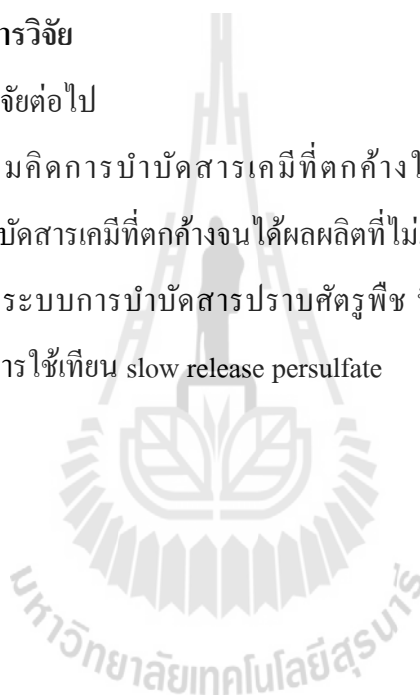 ารวิจัย
จัยต่อไป
มคิดการบำบัดสารเคมีที่ตกค้างใ
บัดสารเคมีที่ตกค้างจนได้ผลผลิตที่ไม่
ระบบการบำบัดสารปราบศัตรูพืช
ารใช้เทียน slow release persulfate
มหาวิทยาลัยเทคโนโลยีสุรนารี